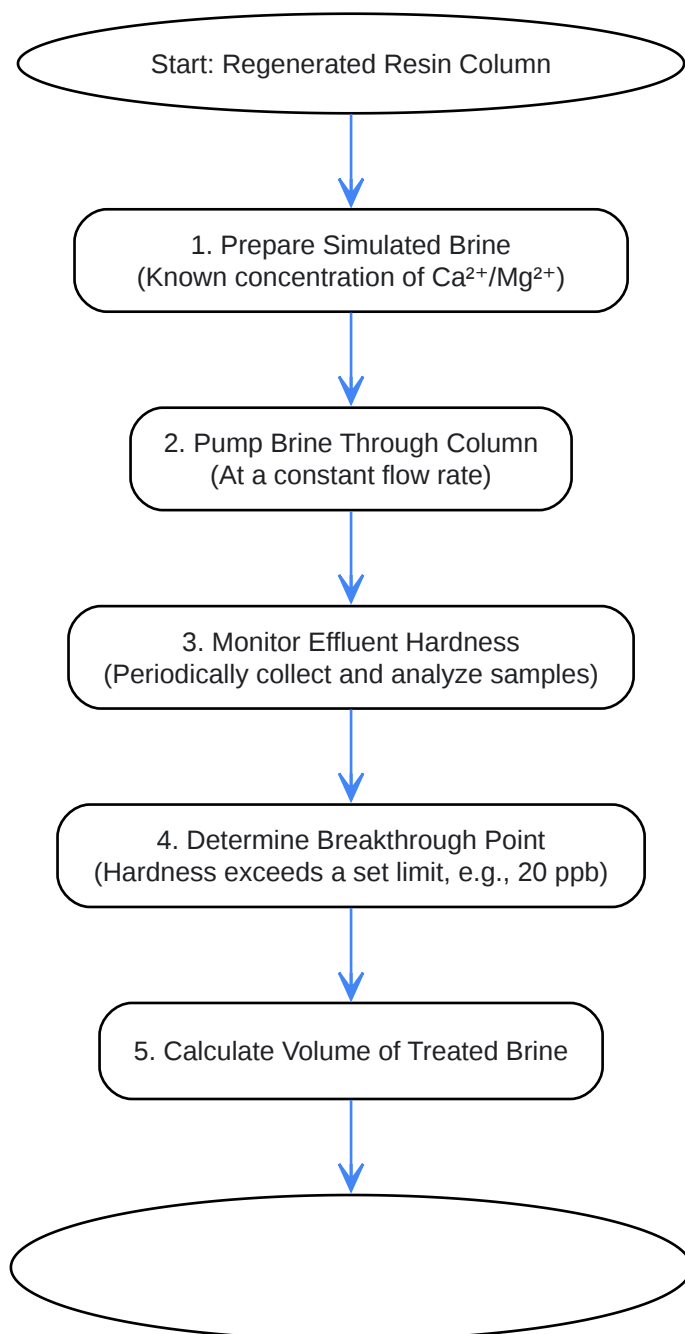 Start: Regenerated Resin Column
1. Prepare Simulated Brine
(Known concentration of Ca²⁺/Mg²⁺)
2. Pump Brine Through Column
(At a constant flow rate)
3. Monitor Effluent Hardness
(Periodically collect and analyze samples)
4. Determine Breakthrough Point
(Hardness exceeds a set limit, e.g., 20 ppb)
5. Calculate Volume of Treated Brine